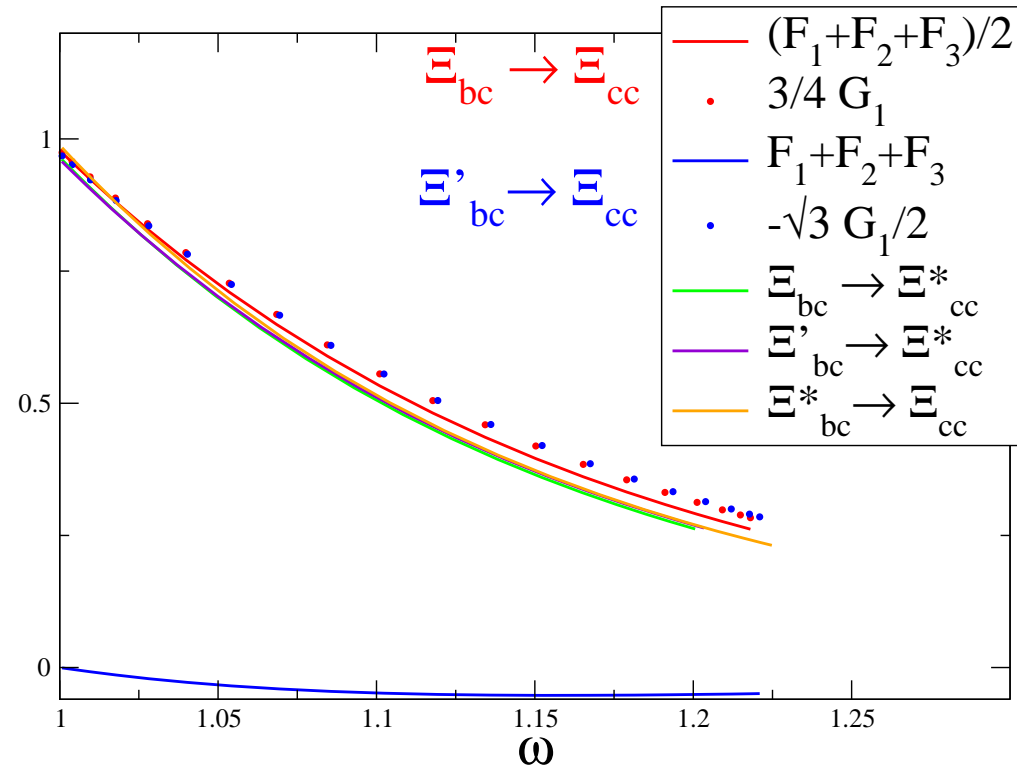 Ξbc → Ξcc
Ξ'bc → Ξcc
(F1+F2+F3)/2
3/4 G1
F1+F2+F3
-√3 G1/2
Ξbc → Ξ*cc
Ξ'bc → Ξ*cc
Ξ*bc → Ξcc
1
0.5
0
1 1.05 1.1 1.15 1.2 1.25
ω